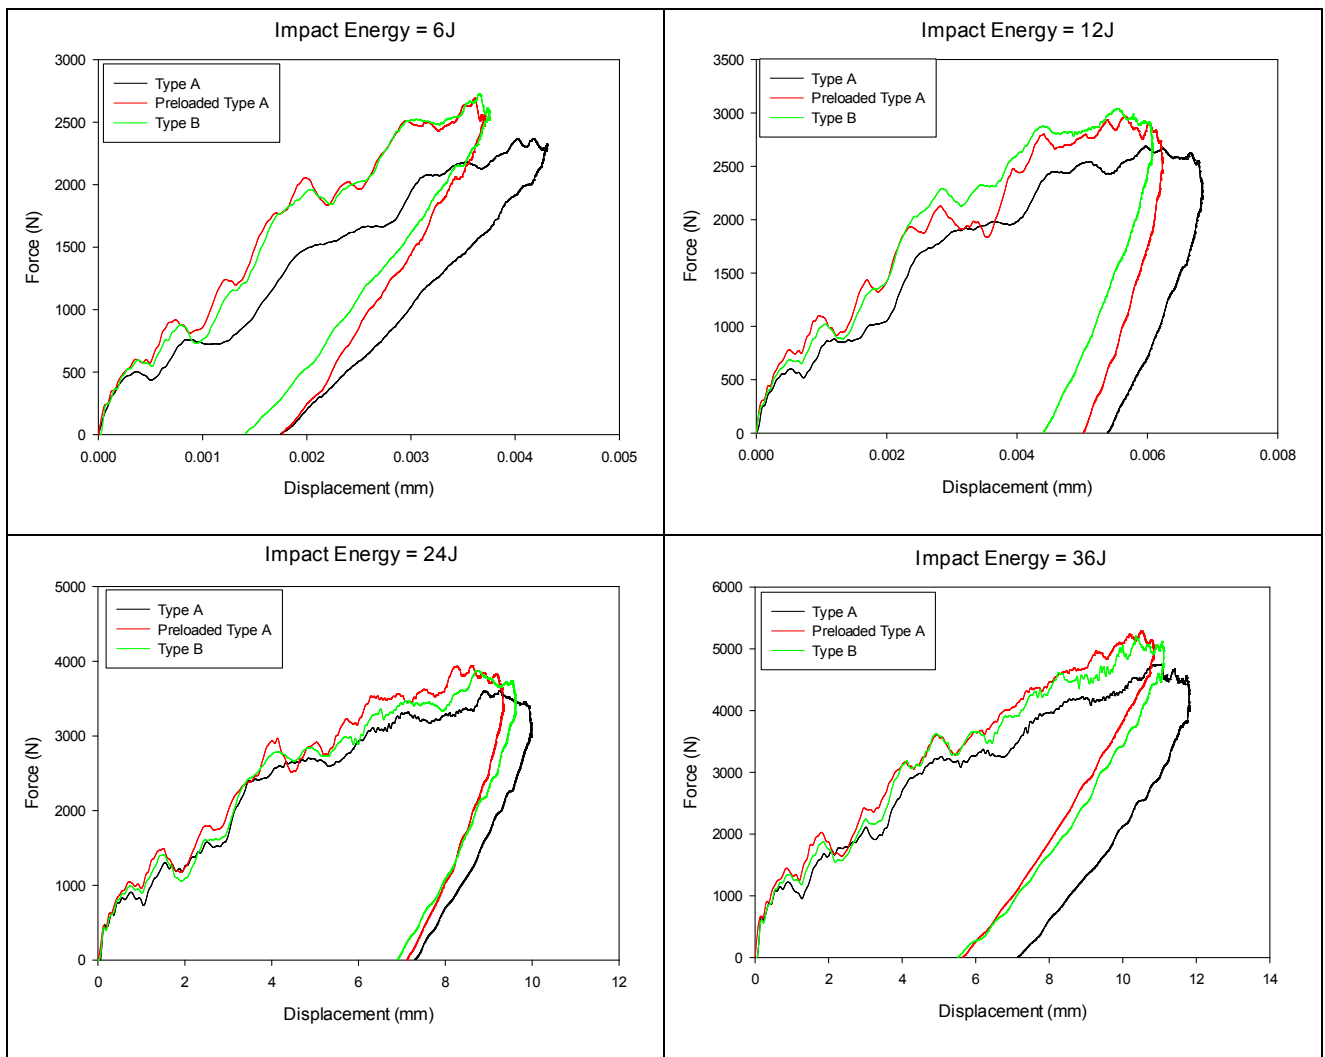 Impact Energy = 6J
3000
2500
2000
1500
1000
500
0
Force (N)
Type A
Preloaded Type A
Type B
0.000 0.001 0.002 0.003 0.004 0.005
Displacement (mm)
Impact Energy = 12J
3500
3000
2500
2000
1500
1000
500
0
Force (N)
Type A
Preloaded Type A
Type B
0.000 0.002 0.004 0.006 0.008
Displacement (mm)
Impact Energy = 24J
5000
4000
3000
2000
1000
0
Force (N)
Type A
Preloaded Type A
Type B
0 2 4 6 8 10 12
Displacement (mm)
Impact Energy = 36J
6000
5000
4000
3000
2000
1000
0
Force (N)
Type A
Preloaded Type A
Type B
0 2 4 6 8 10 12 14
Displacement (mm)